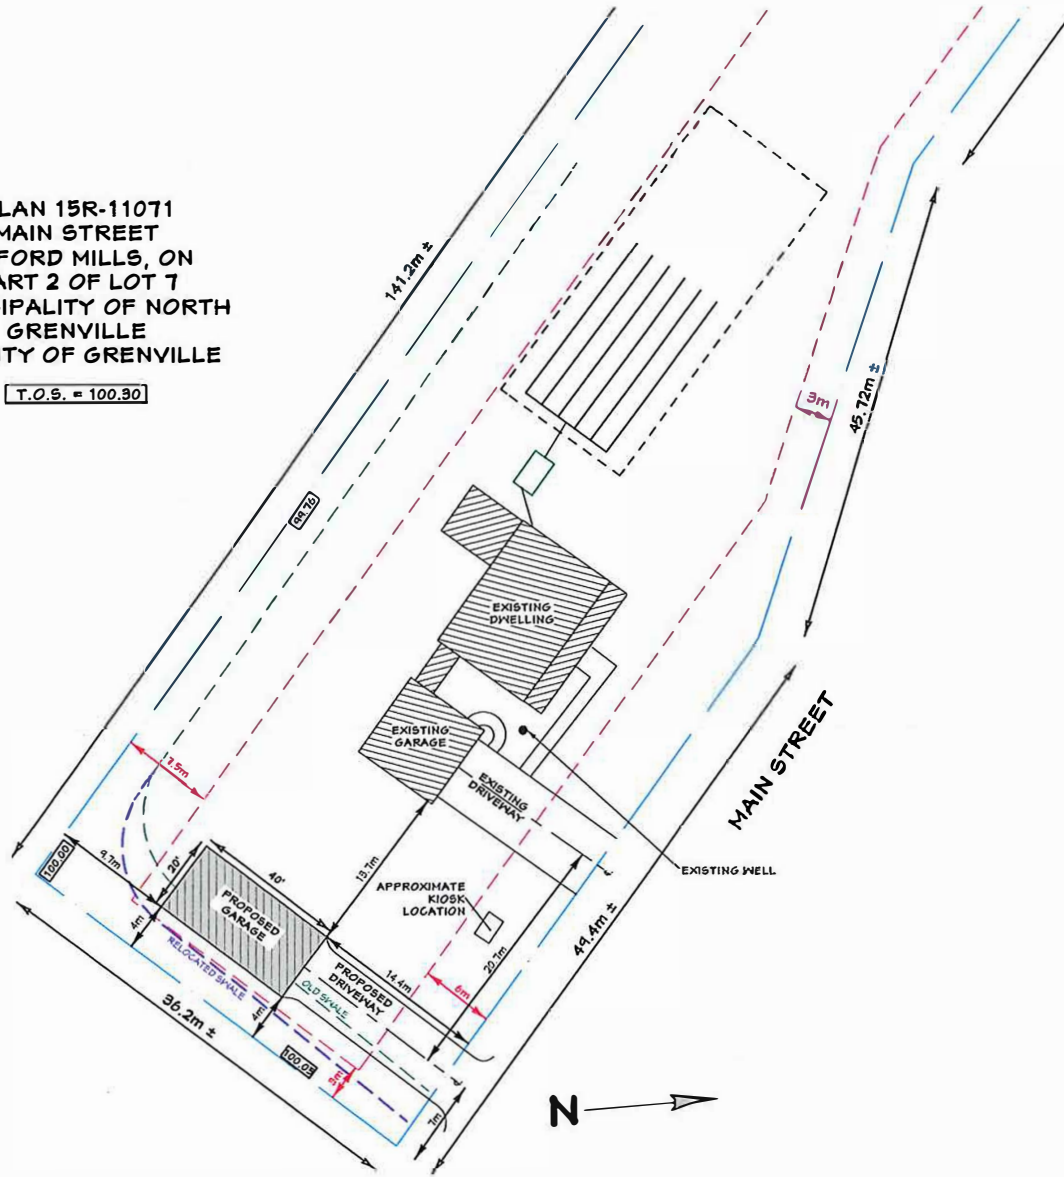 LAN 15R-11071
MAIN STREET
FORD MILLS, ON
ART 2 OF LOT 7
IPALITY OF NORTH
GRENVILLE
TY OF GRENVILLE
T.O.S. = 100.30
141.2m ±
3m
45.72m ±
99.76
EXISTING
DWELLING
EXISTING
GARAGE
EXISTING
DRIVEWAY
MAIN STREET
7.5m
EXISTING WELL
100.00
9.7m
20'
40'
13.7m
APPROXIMATE
KIOSK
LOCATION
PROPOSED
GARAGE
4m
RELOCATED SWALE
PROPOSED
DRIVEWAY
OLD SWALE
14.4m
20.7m
6m
49.4m ±
36.2m ±
4m
100.05
3m
7m
N